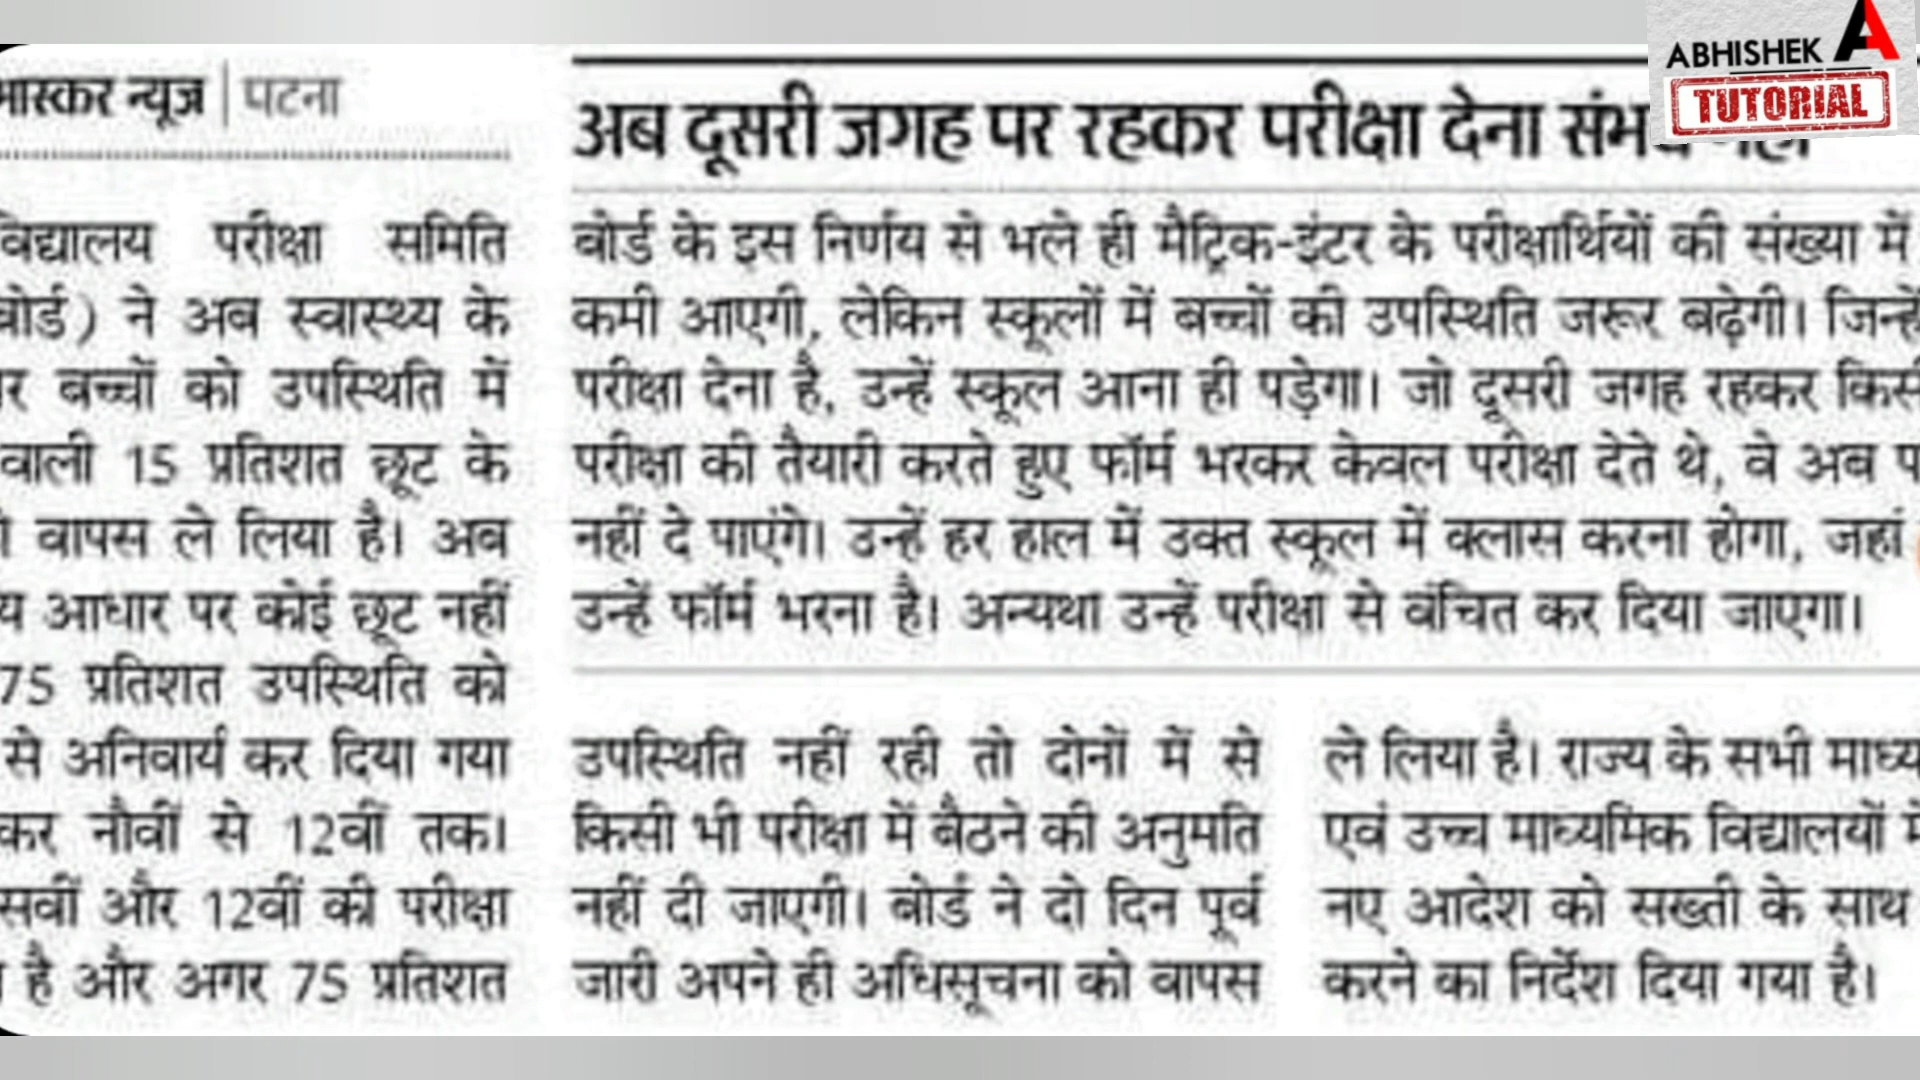 भास्कर न्यूज | पटना
विद्यालय परीक्षा समिति
बोर्ड) ने अब स्वास्थ्य के
र बच्चों को उपस्थिति में
वाली 15 प्रतिशत छूट के
वापस ले लिया है। अब
य आधार पर कोई छूट नहीं
75 प्रतिशत उपस्थिति को
से अनिवार्य कर दिया गया
कर नौवीं से 12वीं तक।
सवीं और 12वीं की परीक्षा
है और अगर 75 प्रतिशत
अब दूसरी जगह पर रहकर परीक्षा देना संभव नहीं
बोर्ड के इस निर्णय से भले ही मैट्रिक-इंटर के परीक्षार्थियों की संख्या में
कमी आएगी, लेकिन स्कूलों में बच्चों की उपस्थिति जरूर बढ़ेगी। जिन्हें
परीक्षा देना है, उन्हें स्कूल आना ही पड़ेगा। जो दूसरी जगह रहकर किसी
परीक्षा की तैयारी करते हुए फॉर्म भरकर केवल परीक्षा देते थे, वे अब प
नहीं दे पाएंगे। उन्हें हर हाल में उक्त स्कूल में क्लास करना होगा, जहां
उन्हें फॉर्म भरना है। अन्यथा उन्हें परीक्षा से वंचित कर दिया जाएगा।
उपस्थिति नहीं रही तो दोनों में से
किसी भी परीक्षा में बैठने की अनुमति
नहीं दी जाएगी। बोर्ड ने दो दिन पूर्व
जारी अपने ही अधिसूचना को वापस
ले लिया है। राज्य के सभी माध्य
एवं उच्च माध्यमिक विद्यालयों में
नए आदेश को सख्ती के साथ
करने का निर्देश दिया गया है।
ABHISHEK A
TUTORIAL